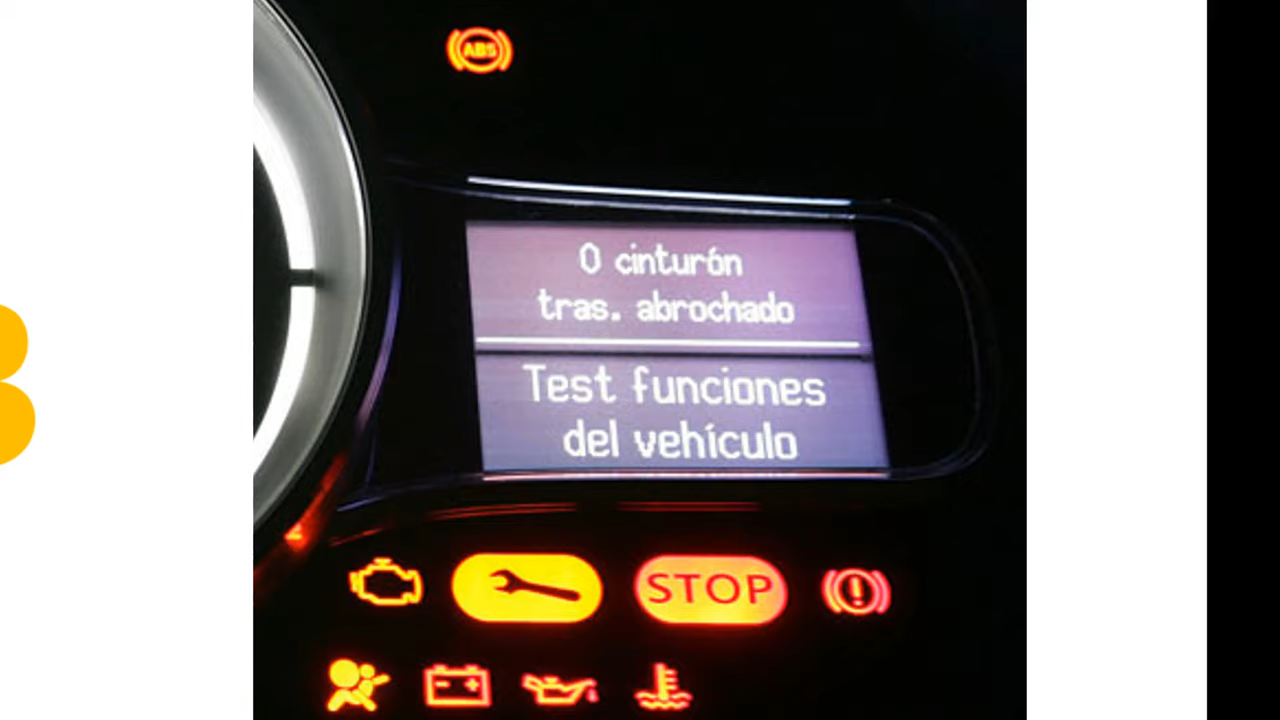 ABS
0 cinturón
tras. abrochado
Test funciones
del vehículo
STOP